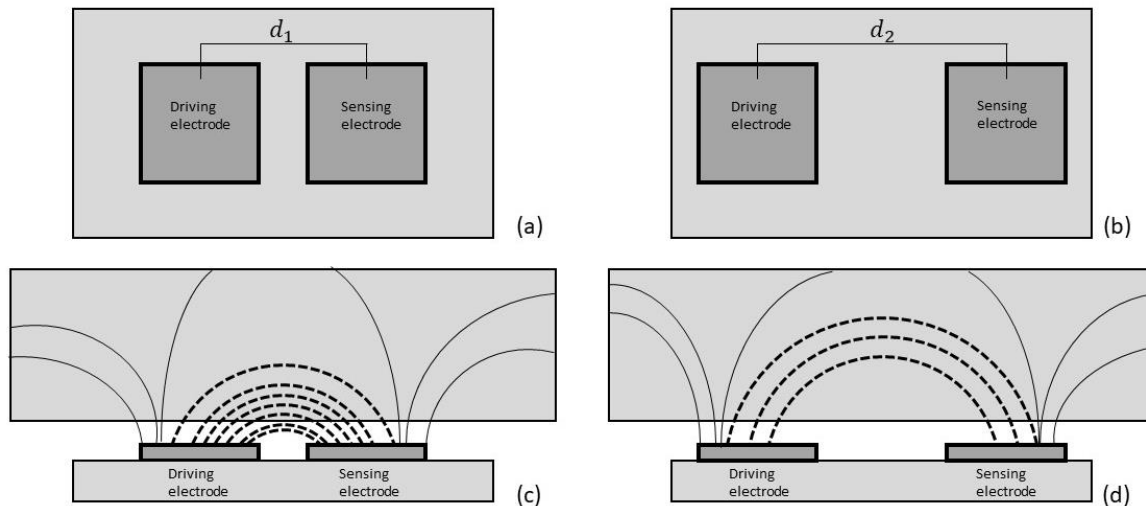 d₁
Driving
electrode
Sensing
electrode
(a)
d₂
Driving
electrode
Sensing
electrode
(b)
Driving
electrode
Sensing
electrode
(c)
Driving
electrode
Sensing
electrode
(d)